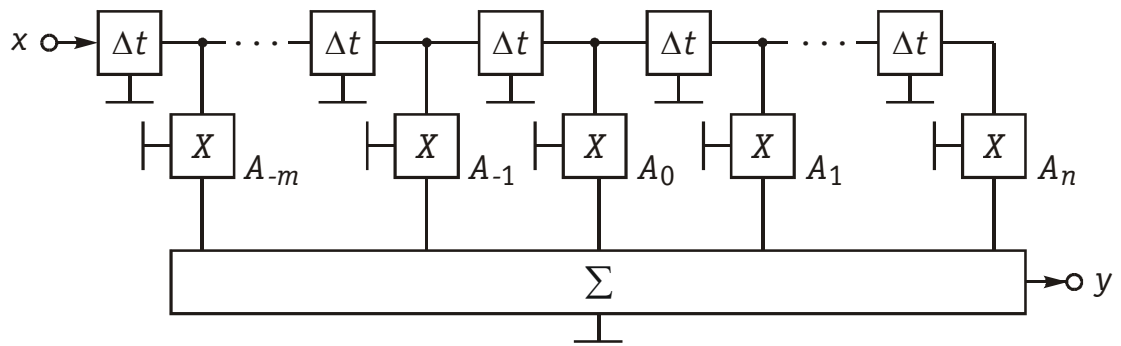 x Δt · · · Δt Δt Δt · · · Δt
X A₋ₘ X A₋₁ X A₀ X A₁ X Aₙ
Σ y